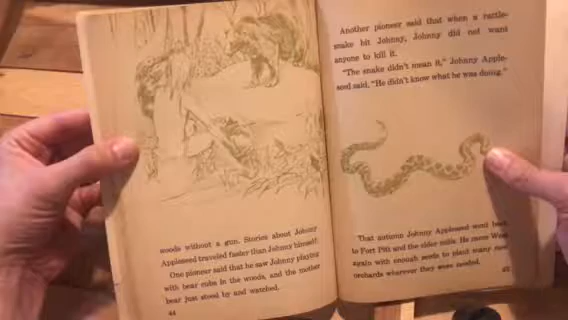 woods without a gun. Stories about Johnny
Appleseed traveled faster than Johnny himself.
One pioneer said that he saw Johnny playing
with bear cubs in the woods, and the mother
bear just stood by and watched.
44
Another pioneer said that when a rattle-
snake bit Johnny, Johnny did not want
anyone to kill it.
"The snake didn't mean it," Johnny Apple-
seed said. "He didn't know what he was doing."
That autumn Johnny Appleseed went back
to Fort Pitt and the cider mills. He came West
again with enough seeds to plant many new
orchards wherever they were needed.
45